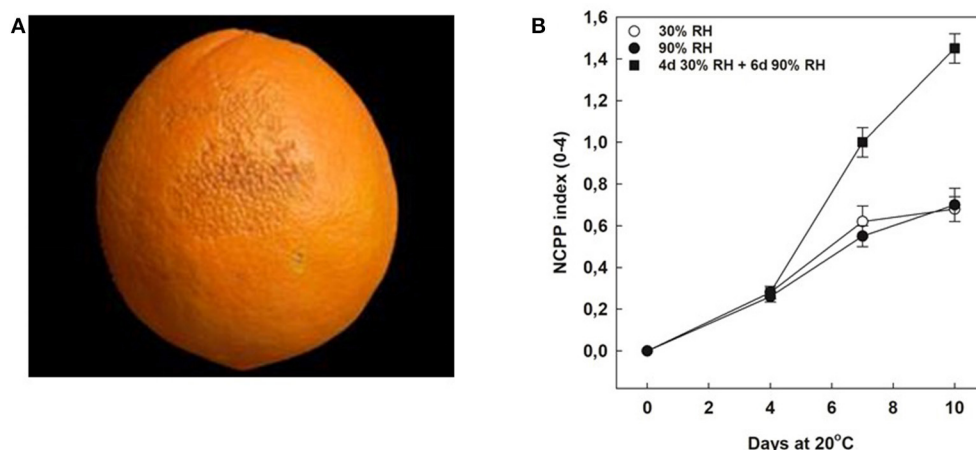 A
B
30% RH
90% RH
4d 30% RH + 6d 90% RH
NCPP index (0-4)
1,6
1,4
1,2
1,0
0,8
0,6
0,4
0,2
0,0
0 2 4 6 8 10
Days at 20°C